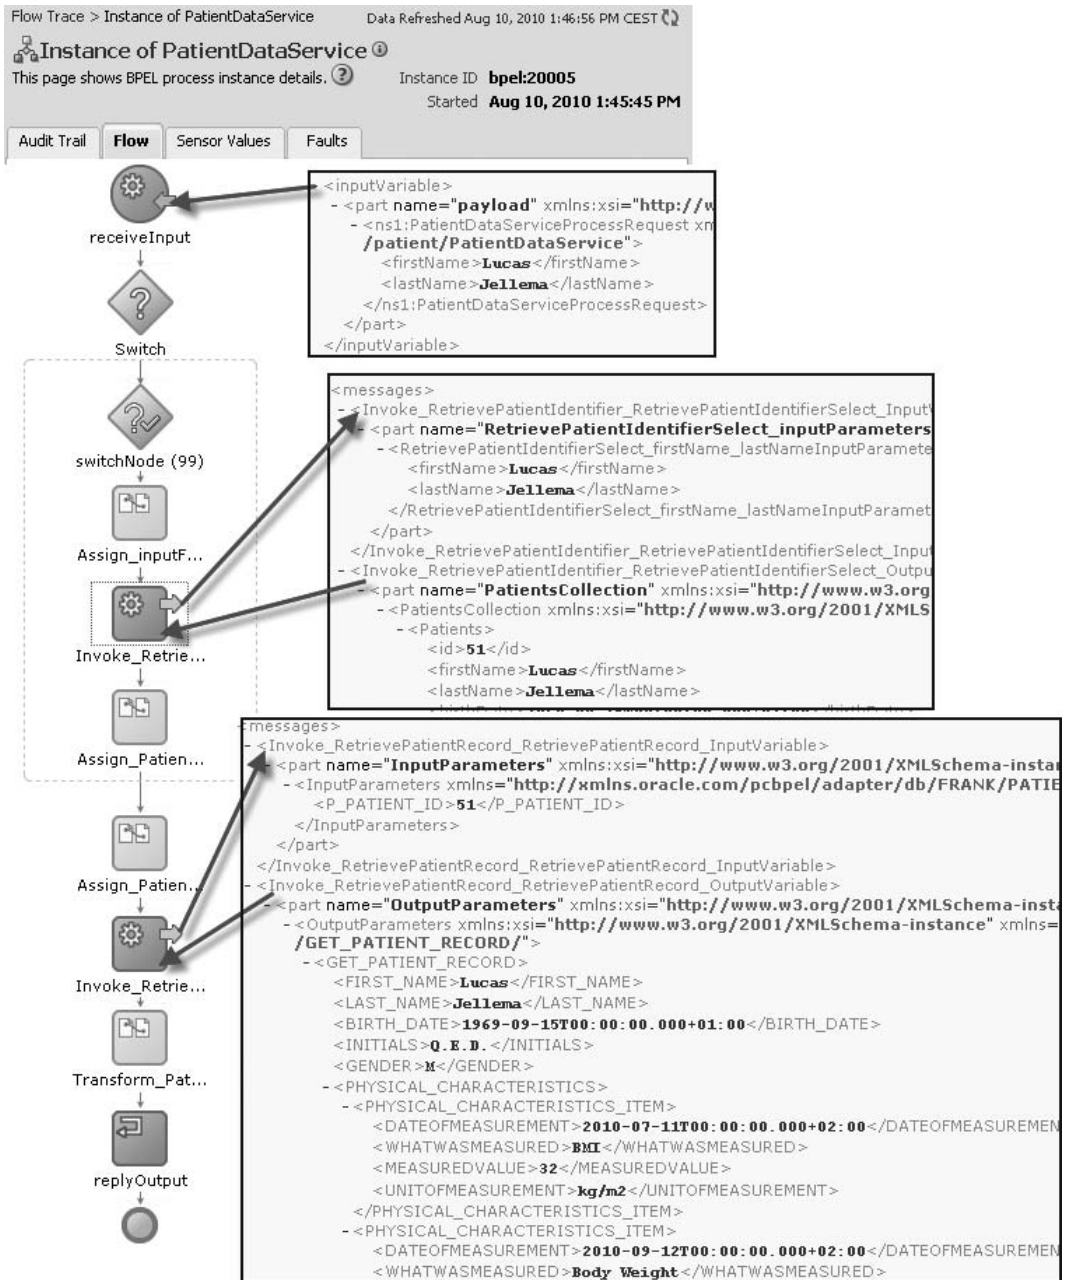 Flow Trace > Instance of PatientDataService Data Refreshed Aug 10, 2010 1:46:56 PM CEST
Instance of PatientDataService
This page shows BPEL process instance details. Instance ID bpel:20005
Started Aug 10, 2010 1:45:45 PM
Audit Trail Flow Sensor Values Faults
receiveInput
Switch
switchNode (99)
Assign_inputF...
Invoke_Retrie...
Assign_Patien...
Assign_Patien...
Invoke_Retrie...
Transform_Pat...
replyOutput
<inputVariable>
- <part name="payload" xmlns:xsi="http://w
- <ns1:PatientDataServiceProcessRequest xm
/patient/PatientDataService">
<firstName>Lucas</firstName>
<lastName>Jellema</lastName>
</ns1:PatientDataServiceProcessRequest>
</part>
</inputVariable>
<messages>
- <Invoke_RetrievePatientIdentifier_RetrievePatientIdentifierSelect_Input
- <part name="RetrievePatientIdentifierSelect_inputParameters
- <RetrievePatientIdentifierSelect_firstName_lastNameInputParamete
<firstName>Lucas</firstName>
<lastName>Jellema</lastName>
</RetrievePatientIdentifierSelect_firstName_lastNameInputParamet
</part>
</Invoke_RetrievePatientIdentifier_RetrievePatientIdentifierSelect_Input
- <Invoke_RetrievePatientIdentifier_RetrievePatientIdentifierSelect_Outpu
- <part name="PatientsCollection" xmlns:xsi="http://www.w3.org
- <PatientsCollection xmlns:xsi="http://www.w3.org/2001/XMLS
- <Patients>
<id>51</id>
<firstName>Lucas</firstName>
<lastName>Jellema</lastName>
<messages>
- <Invoke_RetrievePatientRecord_RetrievePatientRecord_InputVariable>
- <part name="InputParameters" xmlns:xsi="http://www.w3.org/2001/XMLSchema-instar
- <InputParameters xmlns="http://xmlns.oracle.com/pcbpel/adapter/db/FRANK/PATIE
<P_PATIENT_ID>51</P_PATIENT_ID>
</InputParameters>
</part>
</Invoke_RetrievePatientRecord_RetrievePatientRecord_InputVariable>
- <Invoke_RetrievePatientRecord_RetrievePatientRecord_OutputVariable>
- <part name="OutputParameters" xmlns:xsi="http://www.w3.org/2001/XMLSchema-insta
- <OutputParameters xmlns:xsi="http://www.w3.org/2001/XMLSchema-instance" xmlns=
/GET_PATIENT_RECORD/">
- <GET_PATIENT_RECORD>
<FIRST_NAME>Lucas</FIRST_NAME>
<LAST_NAME>Jellema</LAST_NAME>
<BIRTH_DATE>1969-09-15T00:00:00.000+01:00</BIRTH_DATE>
<INITIALS>Q.E.D.</INITIALS>
<GENDER>M</GENDER>
- <PHYSICAL_CHARACTERISTICS>
- <PHYSICAL_CHARACTERISTICS_ITEM>
<DATEOFMEASUREMENT>2010-07-11T00:00:00.000+02:00</DATEOFMEASUREMEN
<WHATWASMEASURED>BMI</WHATWASMEASURED>
<MEASUREDVALUE>32</MEASUREDVALUE>
<UNITOFMEASUREMENT>kg/m2</UNITOFMEASUREMENT>
</PHYSICAL_CHARACTERISTICS_ITEM>
- <PHYSICAL_CHARACTERISTICS_ITEM>
<DATEOFMEASUREMENT>2010-09-12T00:00:00.000+02:00</DATEOFMEASUREMEN
<WHATWASMEASURED>Body Weight</WHATWASMEASURED>